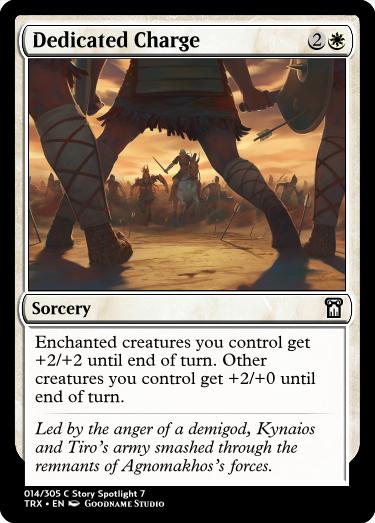 Dedicated Charge 2
Sorcery
Enchanted creatures you control get
+2/+2 until end of turn. Other
creatures you control get +2/+0 until
end of turn.
Led by the anger of a demigod, Kynaios
and Tiro's army smashed through the
remnants of Agnomakhos's forces.
014/305 C Story Spotlight 7
TRX • EN Goodname Studio